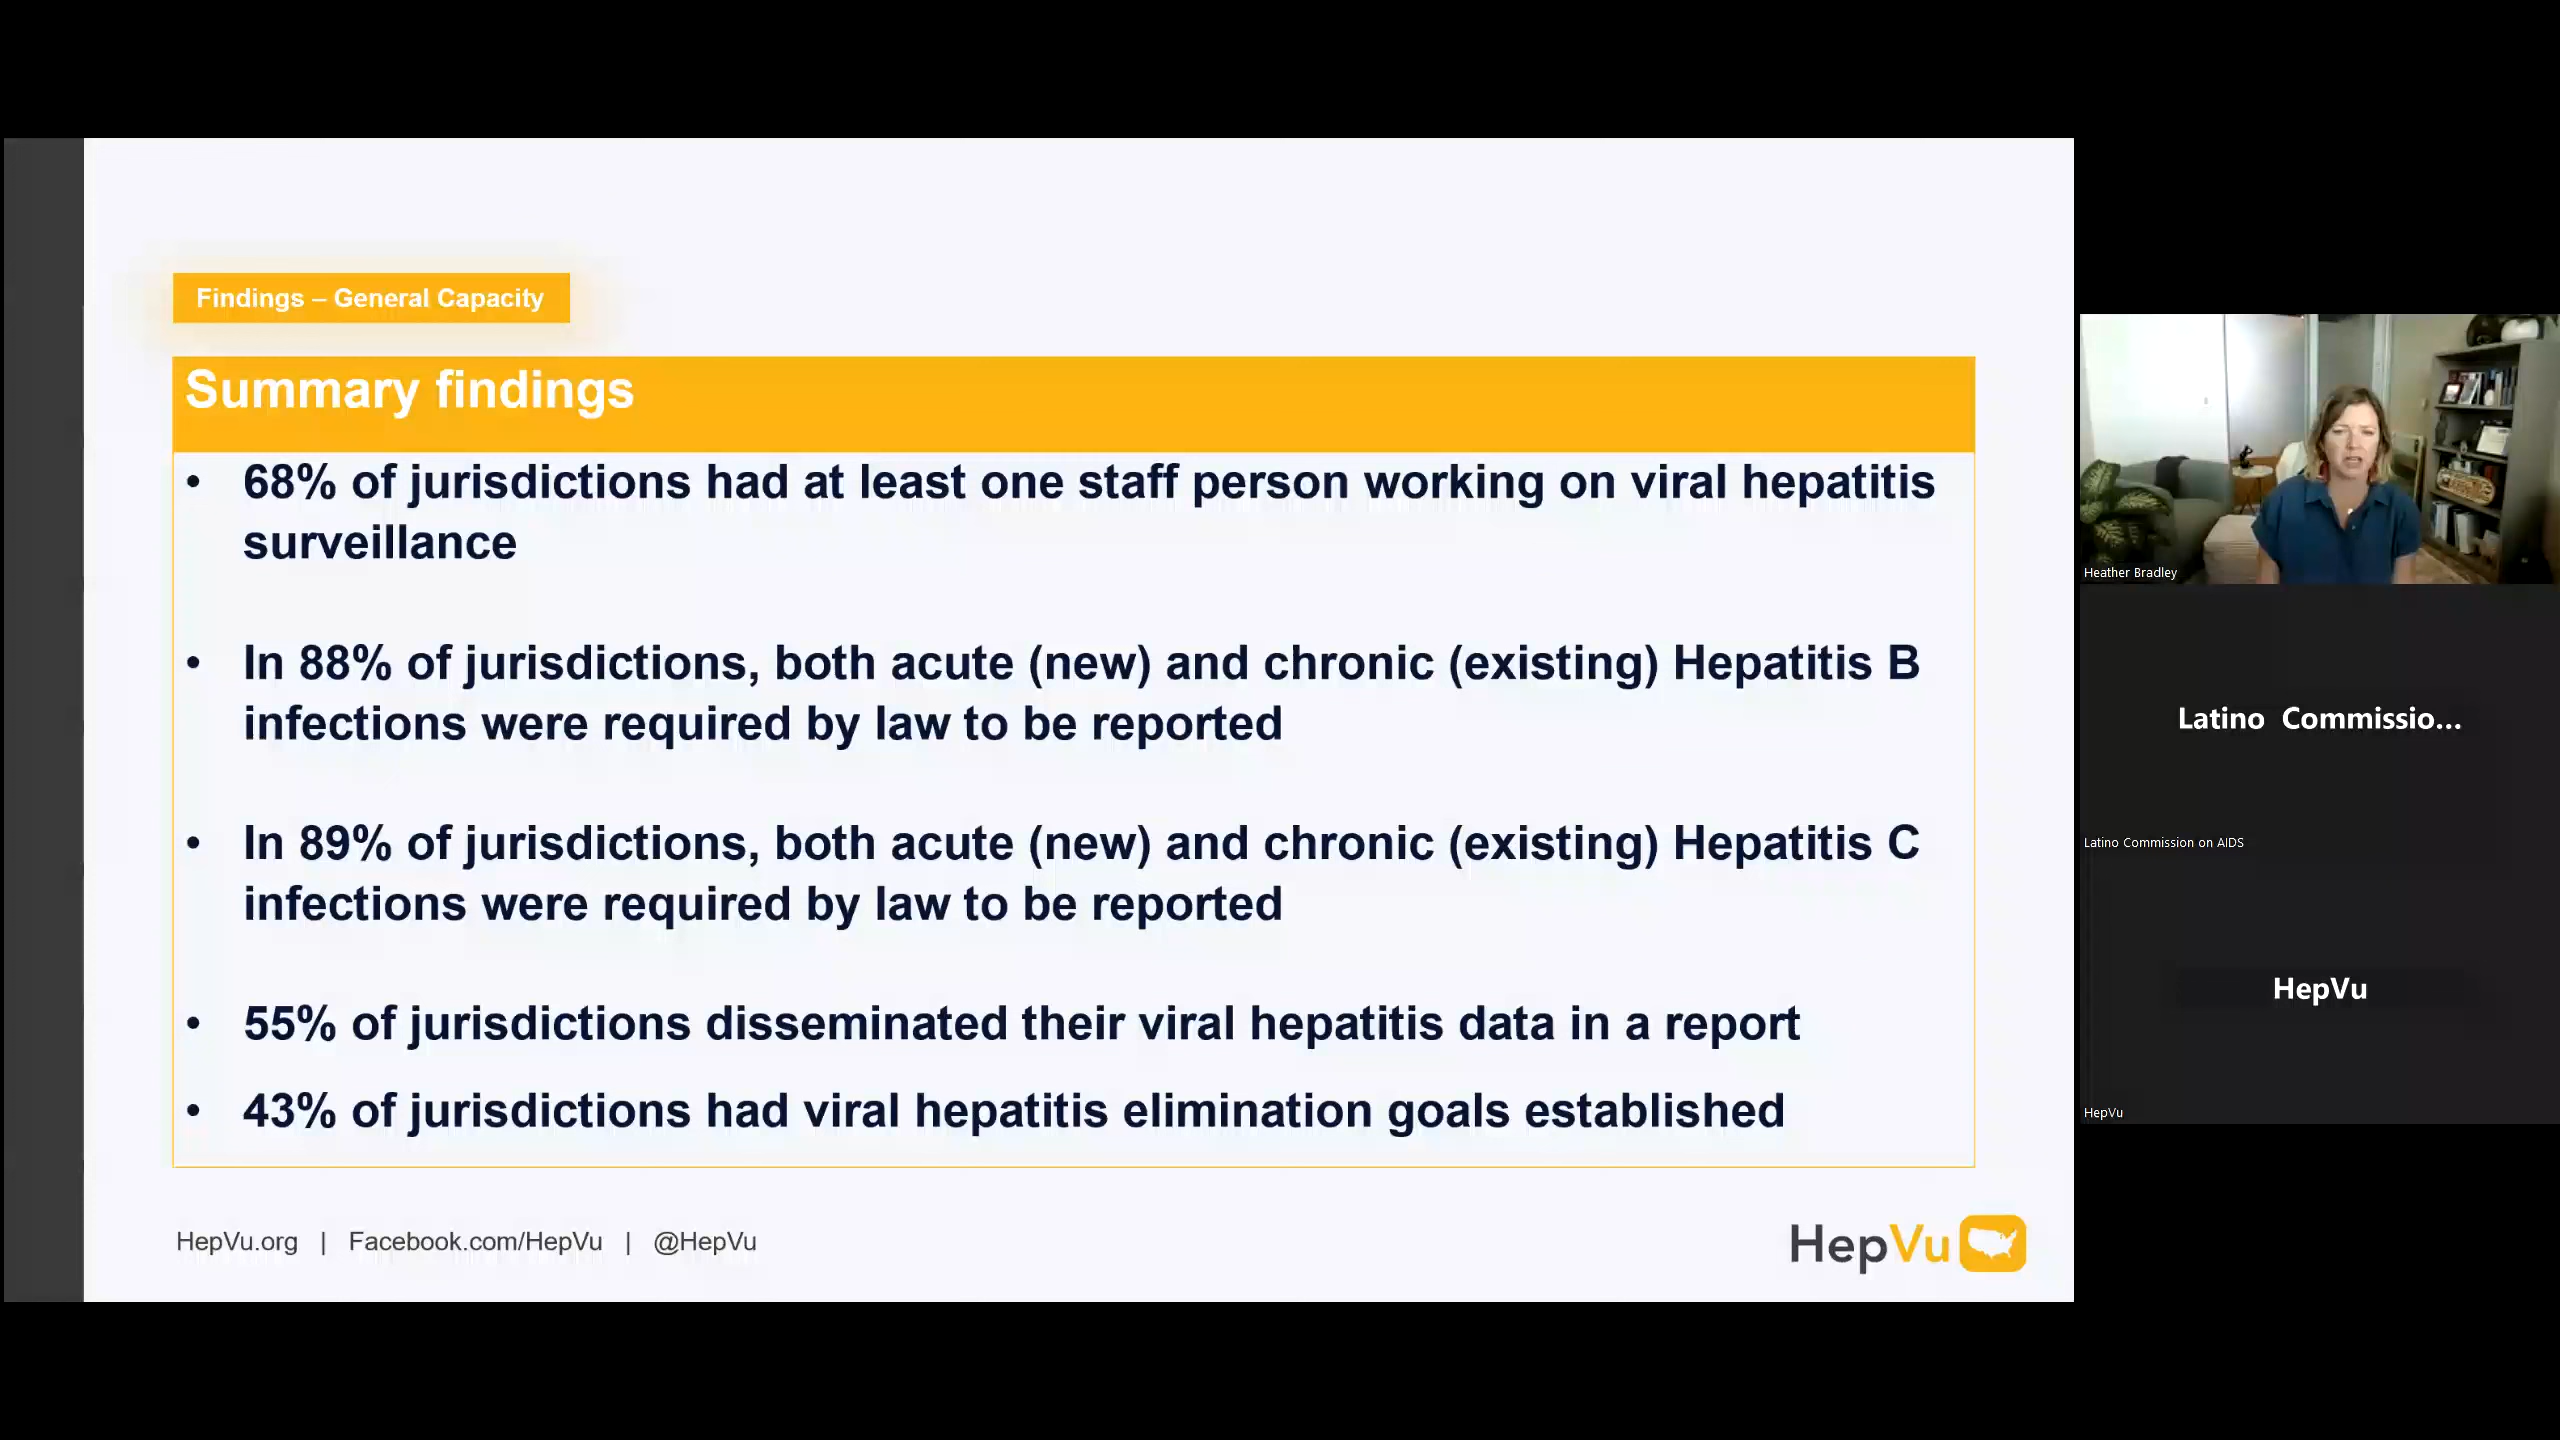 Findings – General Capacity
Summary findings
• 68% of jurisdictions had at least one staff person working on viral hepatitis
surveillance
• In 88% of jurisdictions, both acute (new) and chronic (existing) Hepatitis B
infections were required by law to be reported
• In 89% of jurisdictions, both acute (new) and chronic (existing) Hepatitis C
infections were required by law to be reported
• 55% of jurisdictions disseminated their viral hepatitis data in a report
• 43% of jurisdictions had viral hepatitis elimination goals established
HepVu.org | Facebook.com/HepVu | @HepVu
HepVu
Heather Bradley
Latino Commissio...
Latino Commission on AIDS
HepVu
HepVu